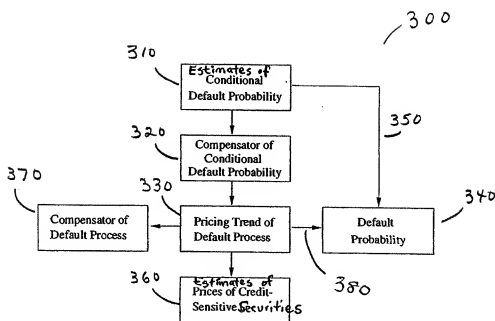 300
310
Estimates of
Conditional
Default Probability
350
320
Compensator of
Conditional
Default Probability
370
330
340
Compensator of
Default Process
Pricing Trend of
Default Process
Default
Probability
360
380
Estimates of
Prices of Credit-
Sensitive Securities